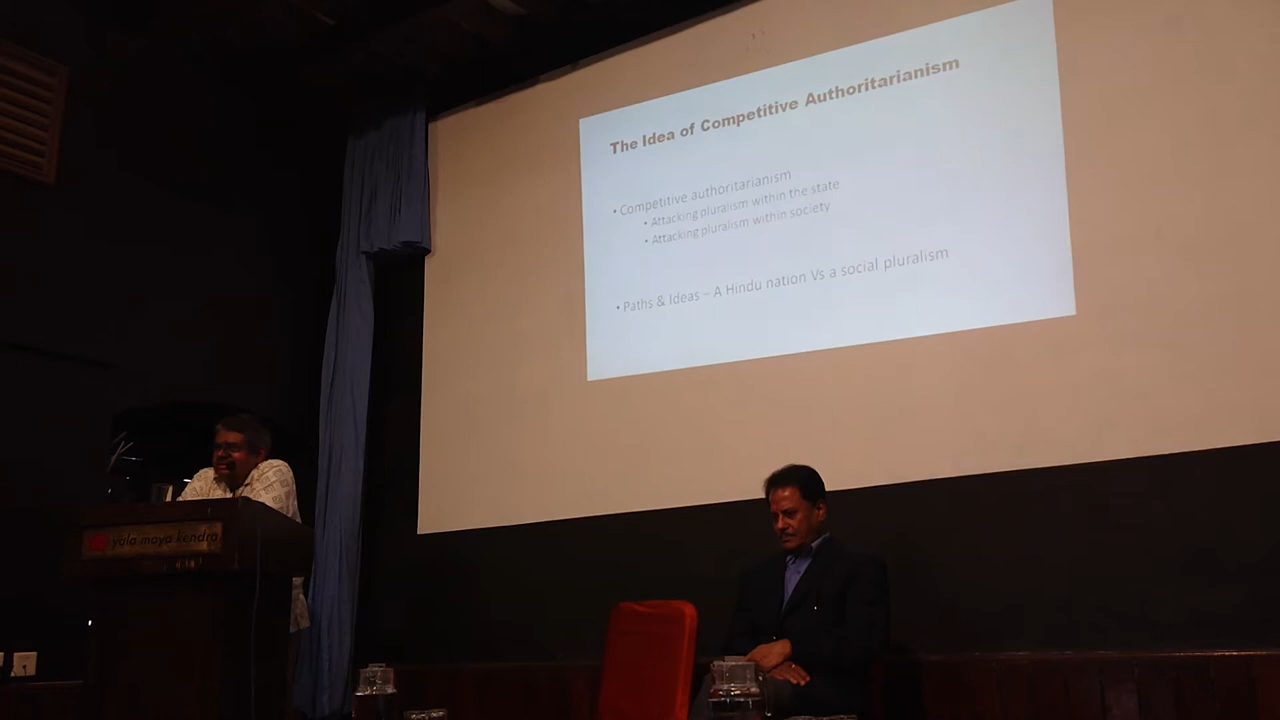 The Idea of Competitive Authoritarianism
• Competitive authoritarianism
• Attacking pluralism within the state
• Attacking pluralism within society
• Paths & Ideas – A Hindu nation Vs a social pluralism
yala maya kendra